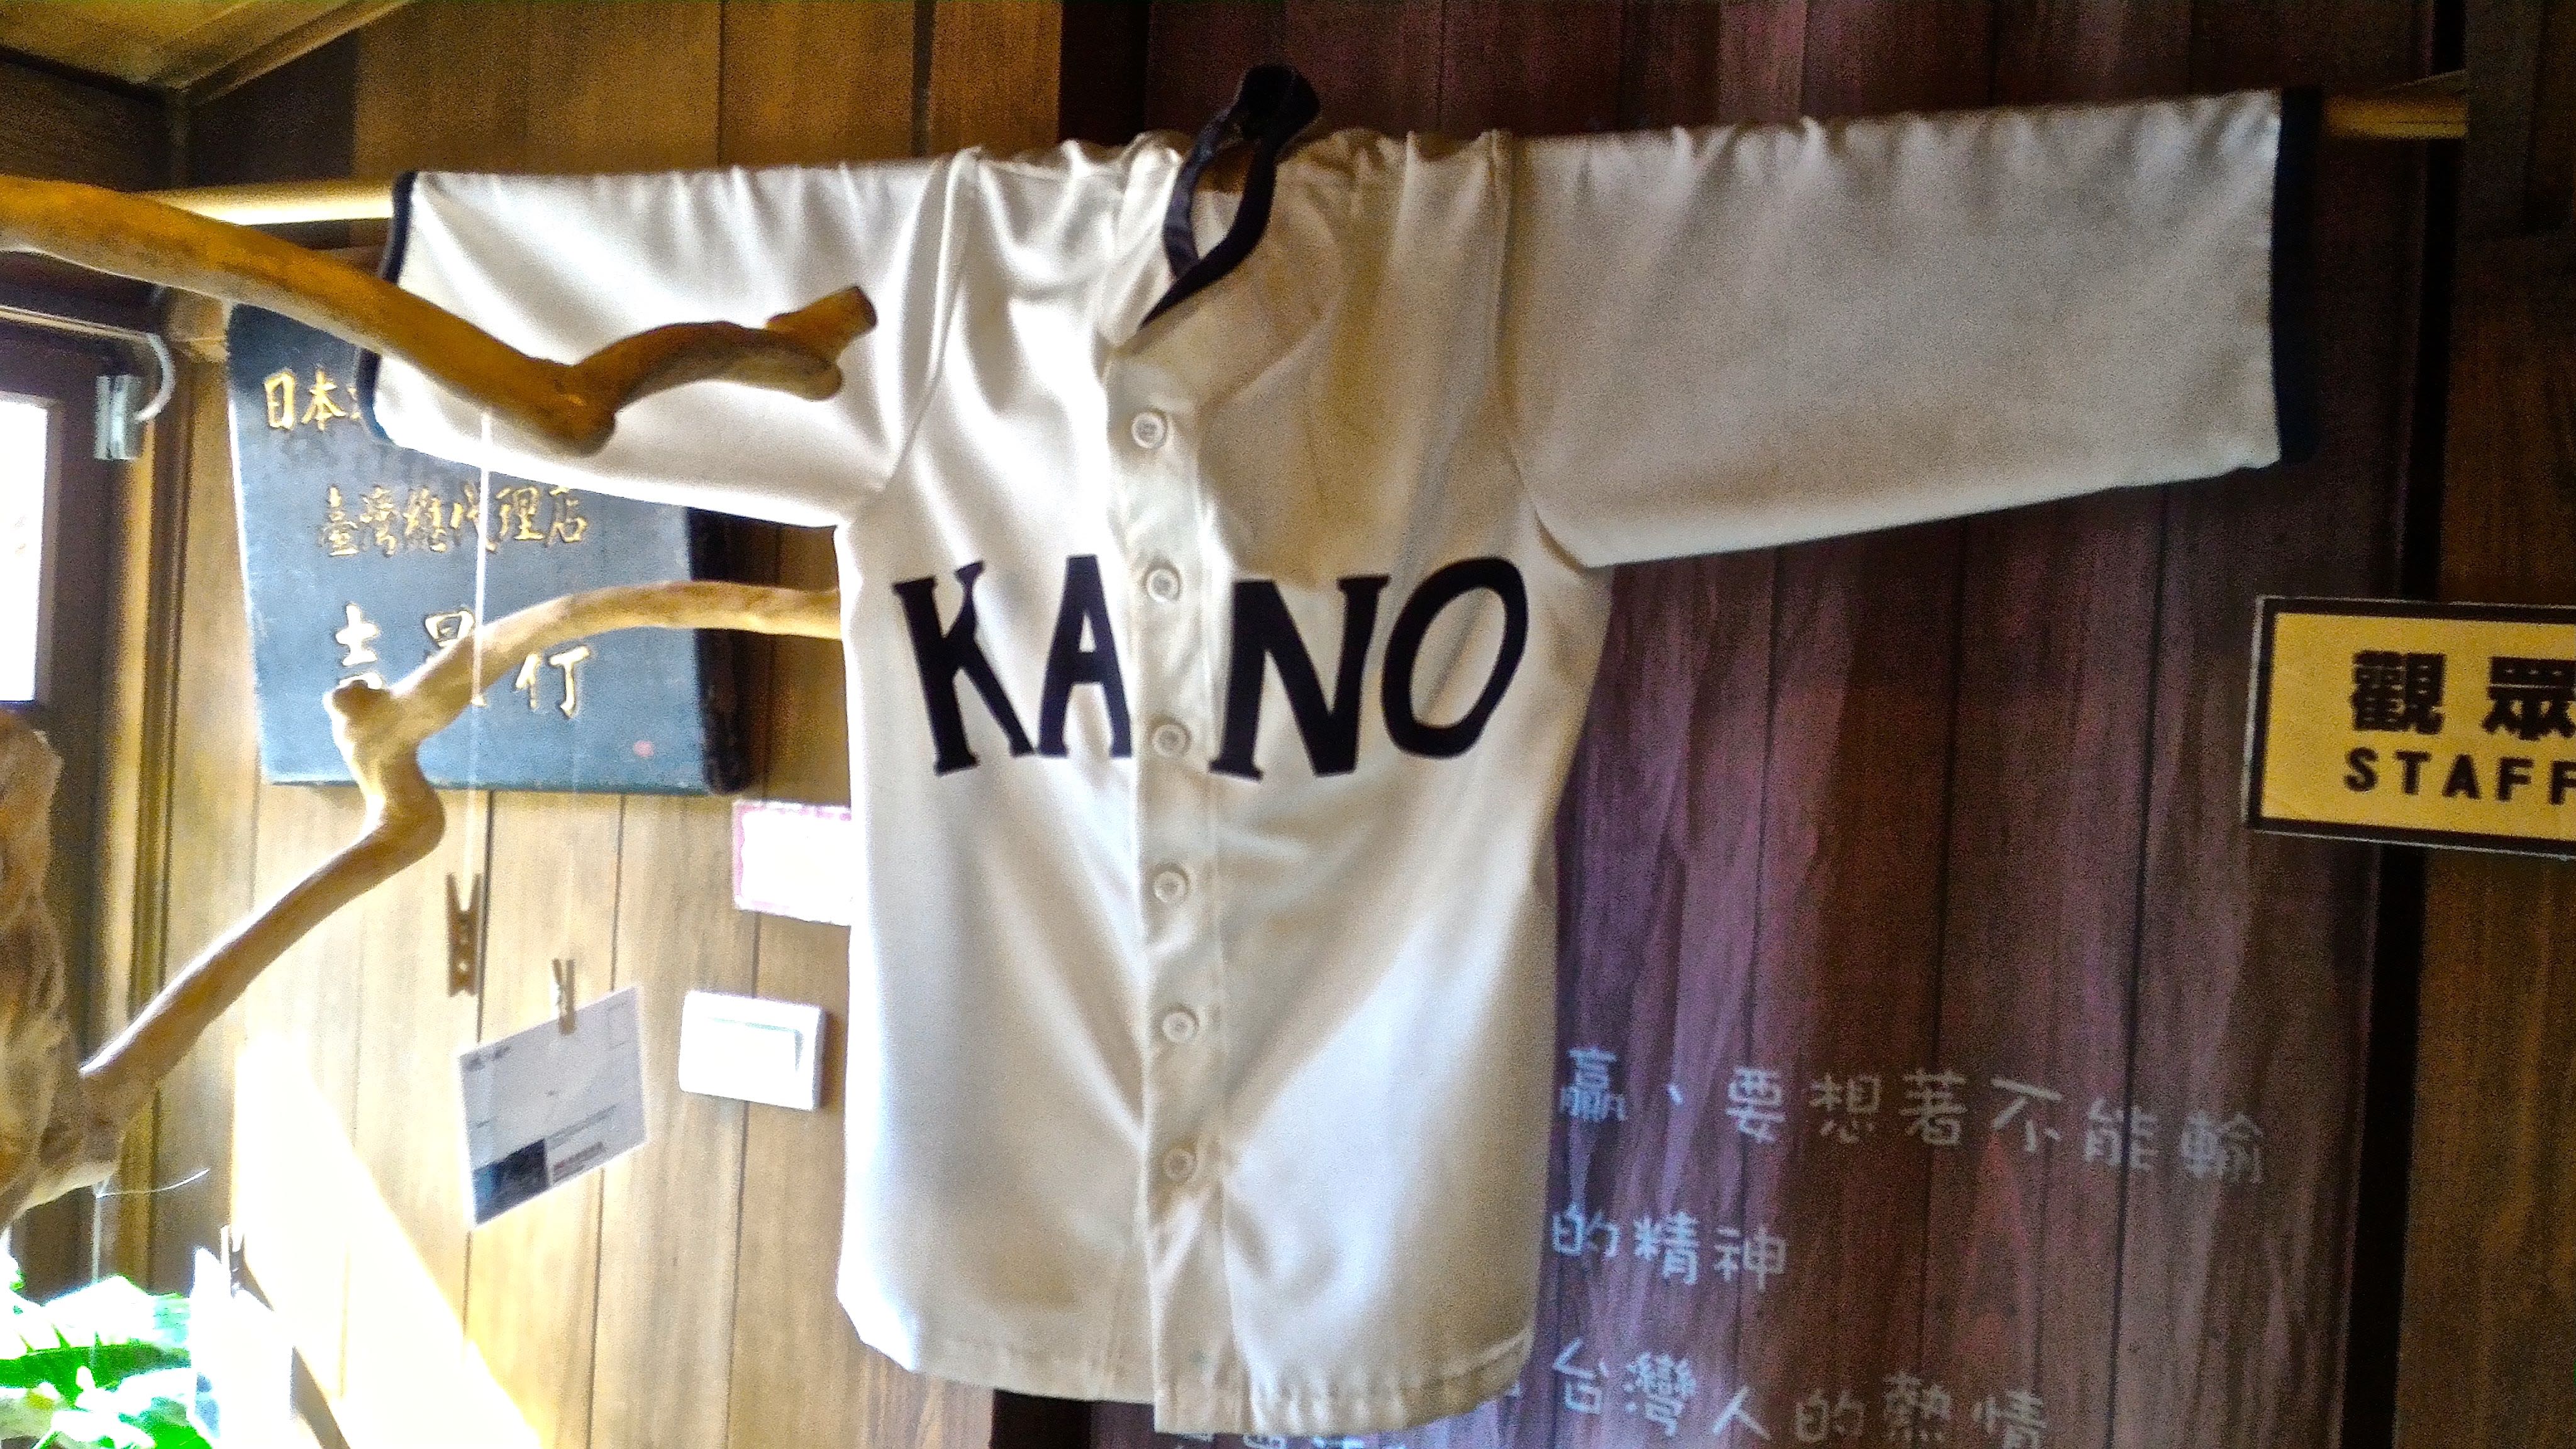 日本
臺灣總代理店
行
KANO
觀眾
STAFF
贏、要想著不能輸
的精神
台灣人的熱情